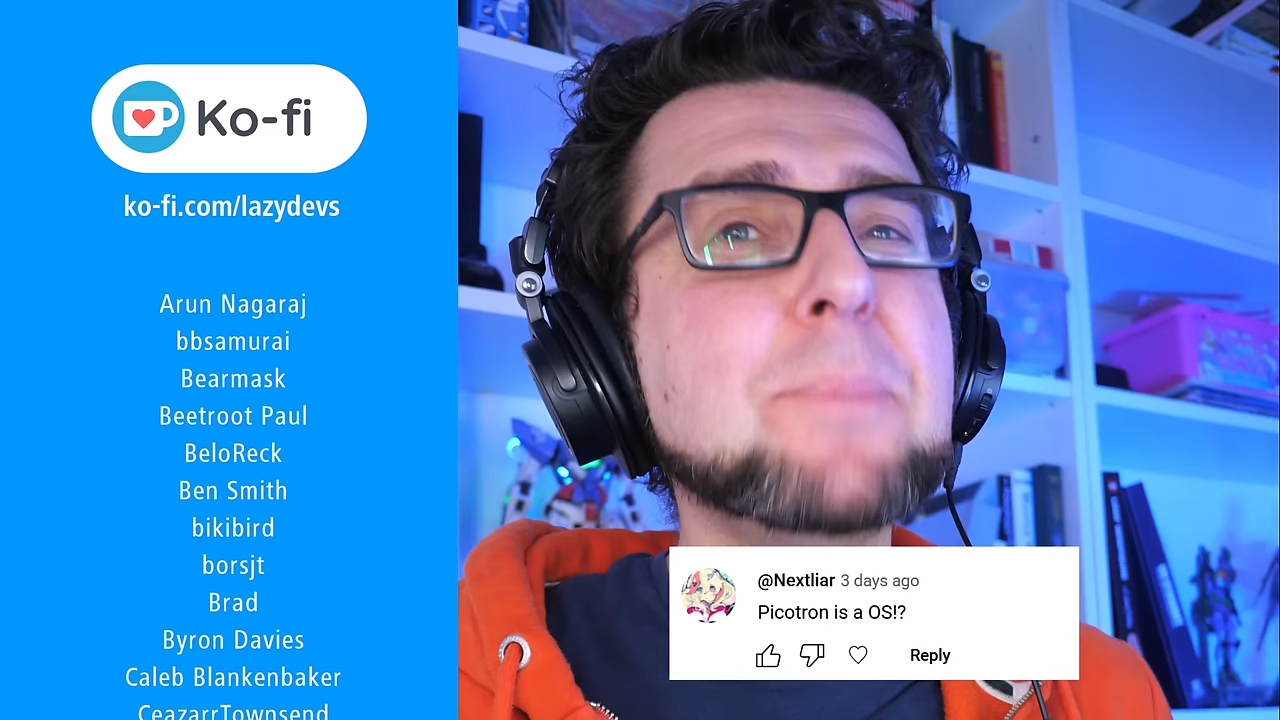 Ko-fi
ko-fi.com/lazydevs
Arun Nagaraj
bbsamurai
Bearmask
Beetroot Paul
BeloReck
Ben Smith
bikibird
borsjt
Brad
Byron Davies
Caleb Blankenbaker
CeazarrTownsend
@Nextliar 3 days ago
Picotron is a OS!?
Reply